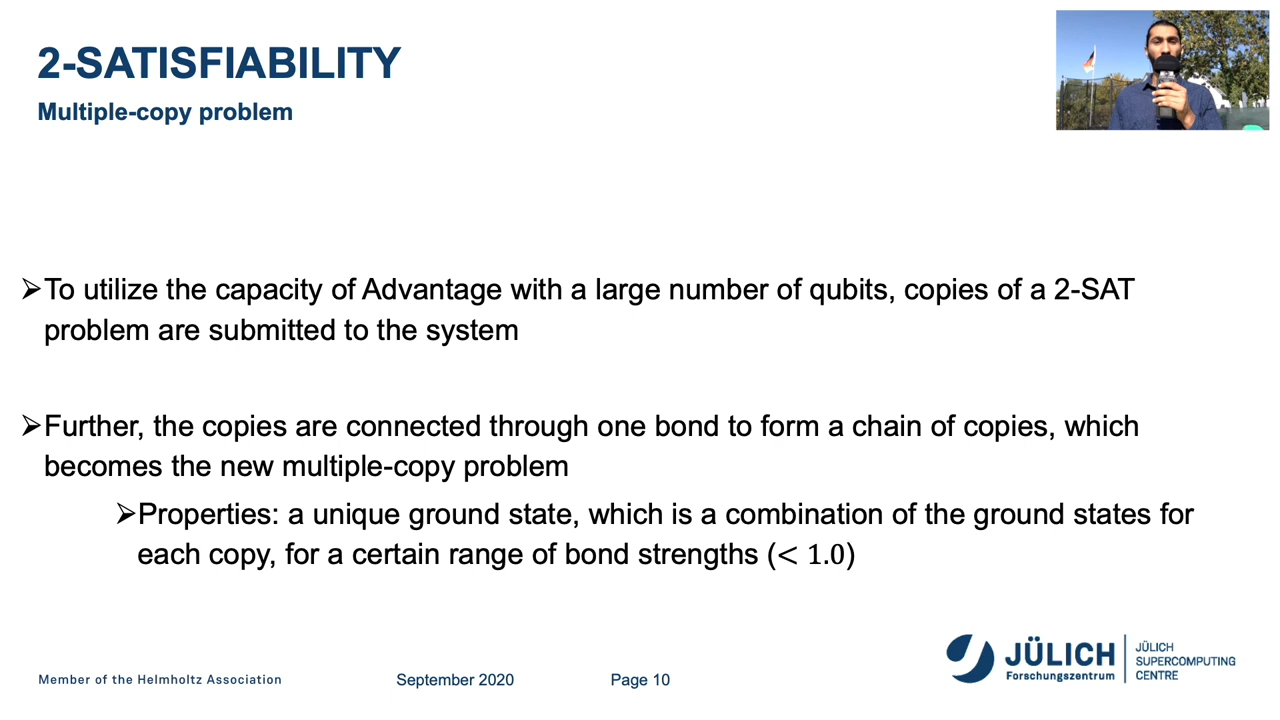 2-SATISFIABILITY
Multiple-copy problem
➢To utilize the capacity of Advantage with a large number of qubits, copies of a 2-SAT
problem are submitted to the system
➢Further, the copies are connected through one bond to form a chain of copies, which
becomes the new multiple-copy problem
➢Properties: a unique ground state, which is a combination of the ground states for
each copy, for a certain range of bond strengths (< 1.0)
Member of the Helmholtz Association
September 2020
Page 10
JÜLICH
Forschungszentrum
JÜLICH
SUPERCOMPUTING
CENTRE